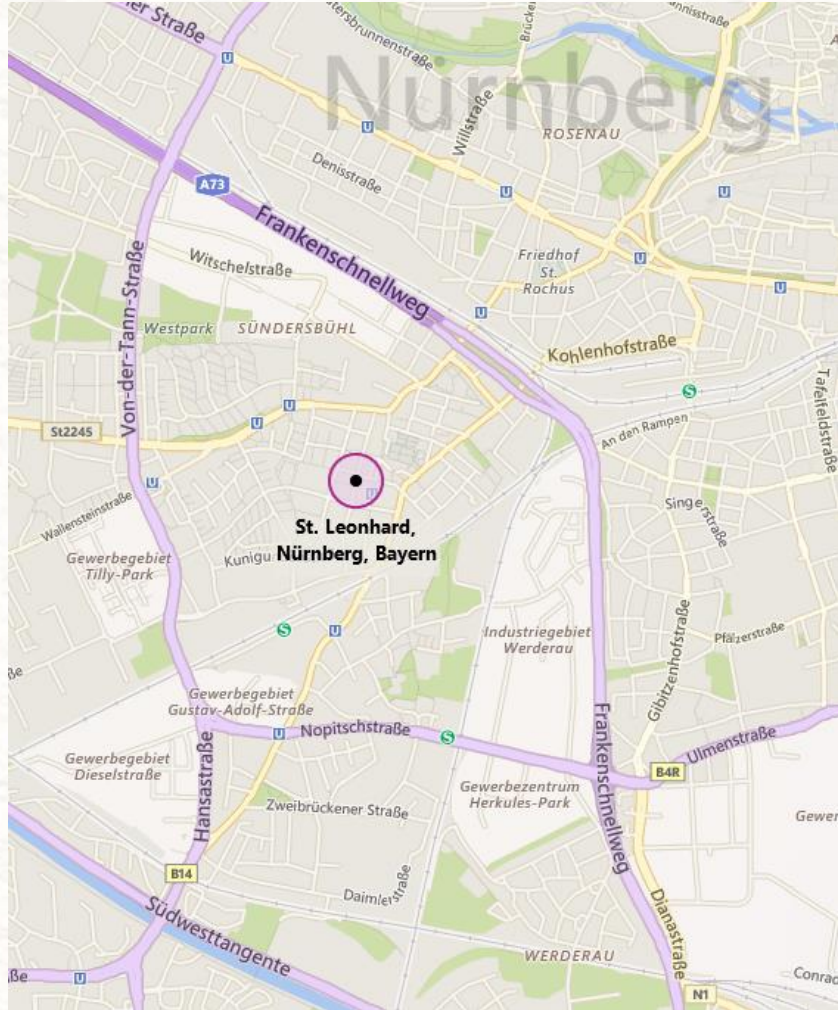 Nürnberg
Willstraße
ROSENAU
Denisstraße
A73
Frankenschnellweg
Friedhof
St.
Rochus
Witschelstraße
Von-der-Tann-Straße
Westpark
SÜNDERSBÜHL
Kohlenhofstraße
Tafelfeldstraße
St2245
An den Rampen
Wallensteinstraße
Singerstraße
St. Leonhard,
Nürnberg, Bayern
Kunigu
Gewerbegebiet
Tilly-Park
Industriegebiet
Werderau
Pfälzerstraße
Gibitzenhofstraße
Gewerbegebiet
Gustav-Adolf-Straße
Nopitschstraße
Frankenschnellweg
Ulmenstraße
B4R
Gewerbegebiet
Dieselstraße
Hansastraße
Gewerbezentrum
Herkules-Park
Zweibrückener Straße
Gewer
B14
Daimlerstraße
Südwesttangente
Dianastraße
WERDERAU
Conrad
N1